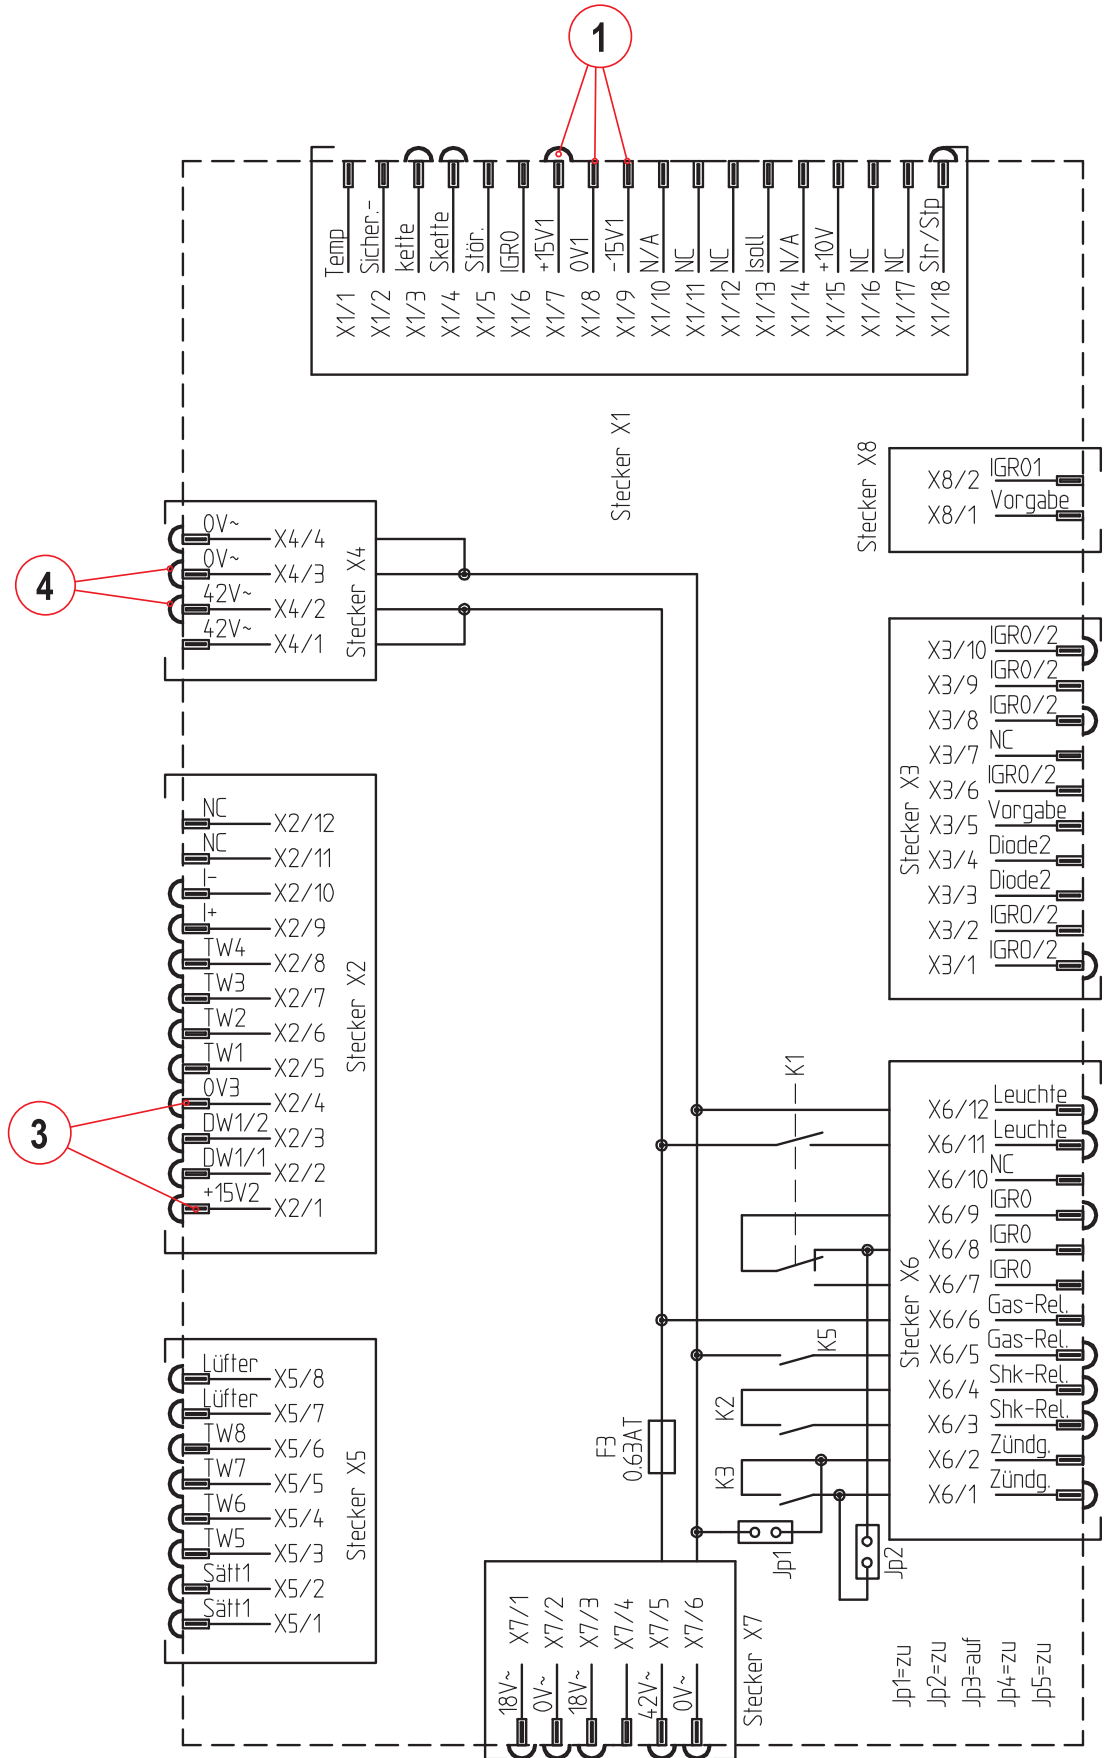 1
Temp X1/1
Sicher.- X1/2
kette X1/3
Skette X1/4
Stör. X1/5
IGRO X1/6
+15V1 X1/7
0V1 X1/8
-15V1 X1/9
N/A X1/10
NC X1/11
NC X1/12
Isoll X1/13
N/A X1/14
+10V X1/15
NC X1/16
NC X1/17
Str/Stp X1/18
Stecker X1
Stecker X8
X8/2 IGRO1
X8/1 Vorgabe
4
0V~ X4/4
0V~ X4/3
42V~ X4/2
42V~ X4/1
Stecker X4
X3/10 IGRO/2
X3/9 IGRO/2
X3/8 IGRO/2
X3/7 NC
X3/6 IGRO/2
X3/5 Vorgabe
X3/4 Diode2
X3/3 Diode2
X3/2 IGRO/2
X3/1 IGRO/2
Stecker X3
NC X2/12
NC X2/11
I- X2/10
I+ X2/9
TW4 X2/8
TW3 X2/7
TW2 X2/6
TW1 X2/5
0V3 X2/4
DW1/2 X2/3
DW1/1 X2/2
+15V2 X2/1
Stecker X2
3
K1
X6/12 Leuchte
X6/11 Leuchte
X6/10 NC
X6/9 IGRO
X6/8 IGRO
X6/7 IGRO
X6/6 Gas-Rel.
X6/5 Gas-Rel.
X6/4 Shk-Rel.
X6/3 Shk-Rel.
X6/2 Zündg.
X6/1 Zündg.
Stecker X6
K5
K2
K3
F3
0.63AT
Jp1
Jp2
Lüfter X5/8
Lüfter X5/7
TW8 X5/6
TW7 X5/5
TW6 X5/4
TW5 X5/3
Sätt1 X5/2
Sätt1 X5/1
Stecker X5
18V~ X7/1
0V~ X7/2
18V~ X7/3
X7/4
42V~ X7/5
0V~ X7/6
Stecker X7
Jp1=zu
Jp2=zu
Jp3=auf
Jp4=zu
Jp5=zu